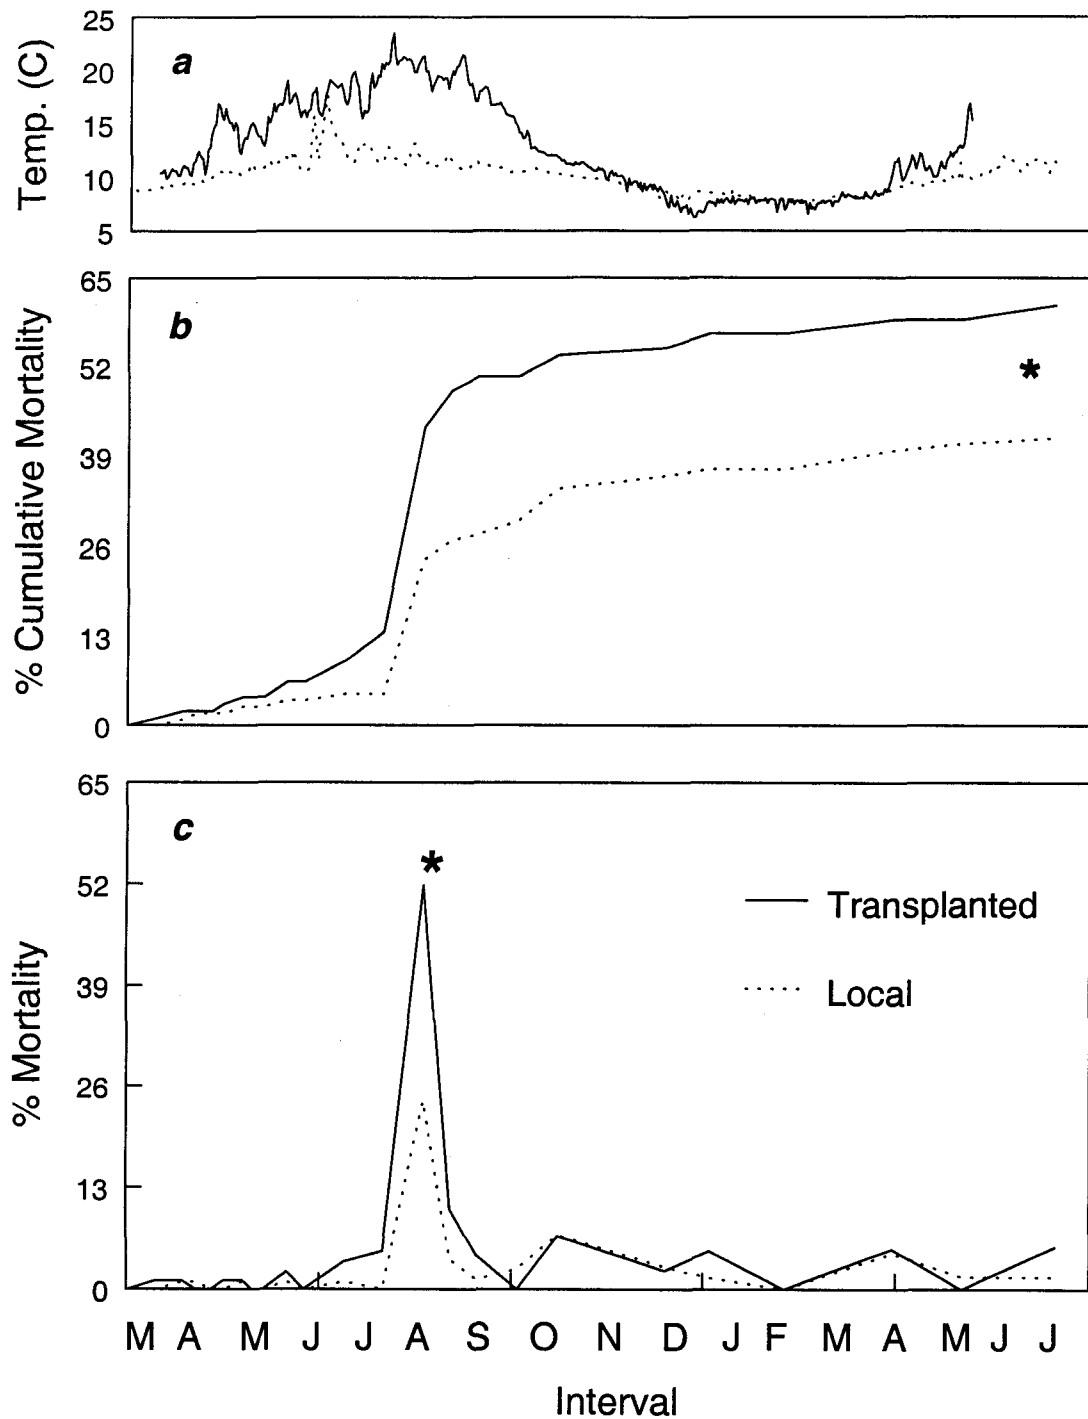 25
20
15
10
5
Temp. (C)
a
65
52
39
26
13
0
% Cumulative Mortality
b
*
65
52
39
26
13
0
% Mortality
c
*
Transplanted
Local
M A M J J A S O N D J F M A M J J
Interval